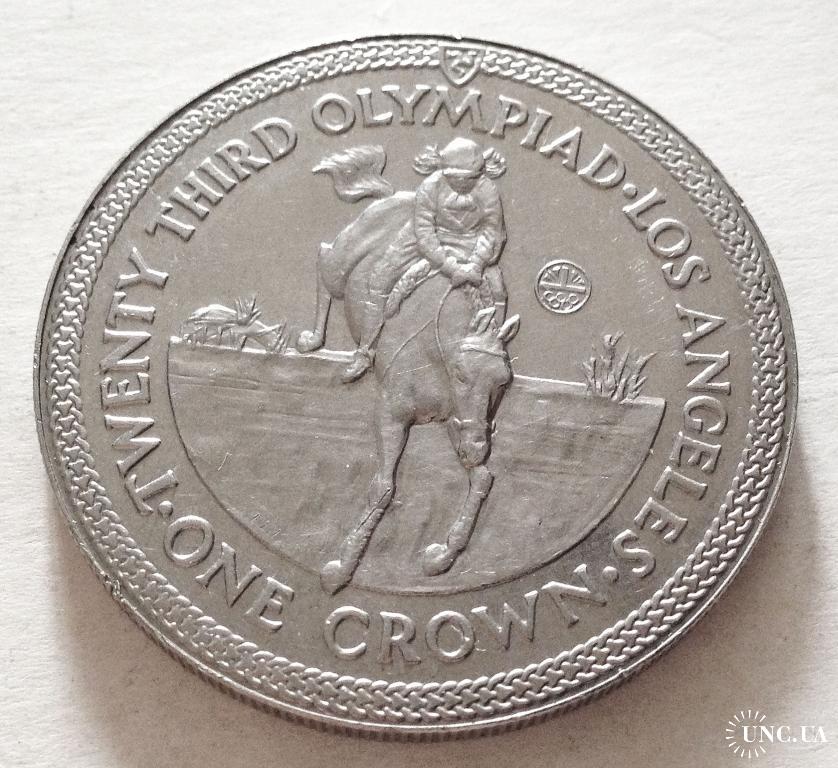 TWENTY THIRD OLYMPIAD · LOS ANGELES ·
ONE CROWN ·
UNC.UA